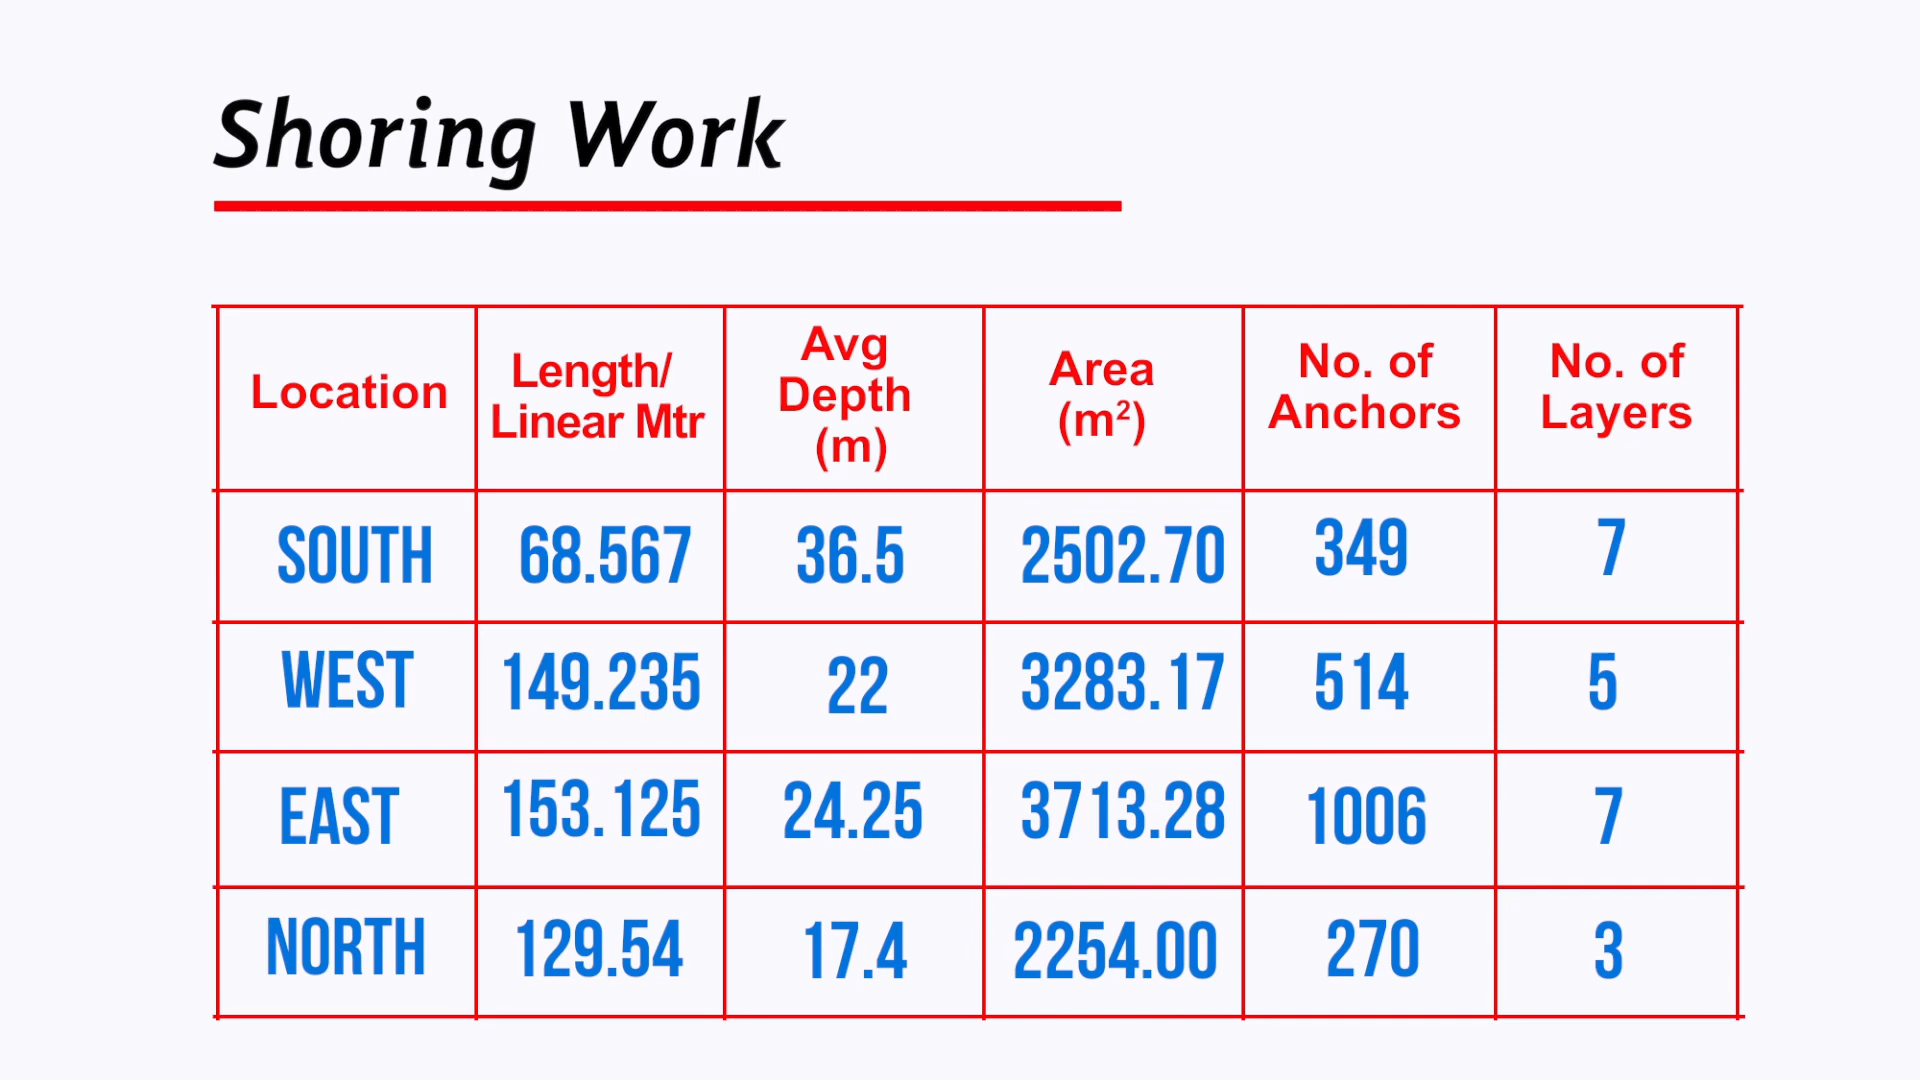 Shoring Work
Location
Length/
Linear Mtr
Avg
Depth
(m)
Area
(m²)
No. of
Anchors
No. of
Layers
SOUTH 68.567 36.5 2502.70 349 7
WEST 149.235 22 3283.17 514 5
EAST 153.125 24.25 3713.28 1006 7
NORTH 129.54 17.4 2254.00 270 3